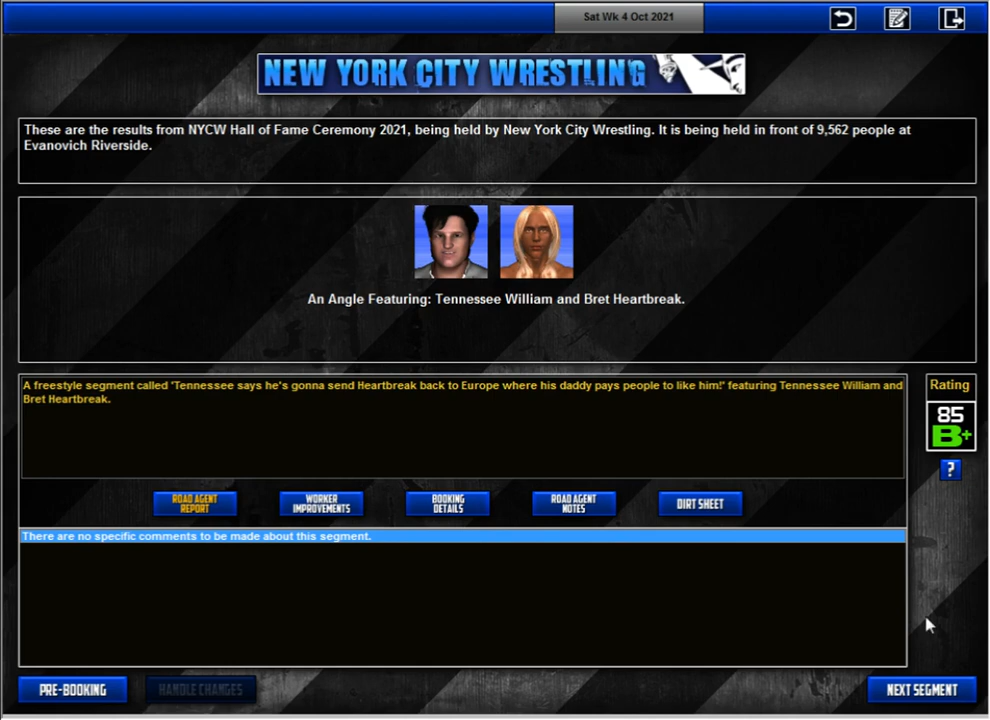 Sat Wk 4 Oct 2021
NEW YORK CITY WRESTLING
These are the results from NYCW Hall of Fame Ceremony 2021, being held by New York City Wrestling. It is being held in front of 9,562 people at
Evanovich Riverside.
An Angle Featuring: Tennessee William and Bret Heartbreak.
A freestyle segment called 'Tennessee says he's gonna send Heartbreak back to Europe where his daddy pays people to like him!' featuring Tennessee William and
Bret Heartbreak.
Rating
85
B+
?
ROAD AGENT
REPORT
WORKER
IMPROVEMENTS
BOOKING
DETAILS
ROAD AGENT
NOTES
DIRT SHEET
There are no specific comments to be made about this segment.
PRE-BOOKING
HANDLE CHANGES
NEXT SEGMENT